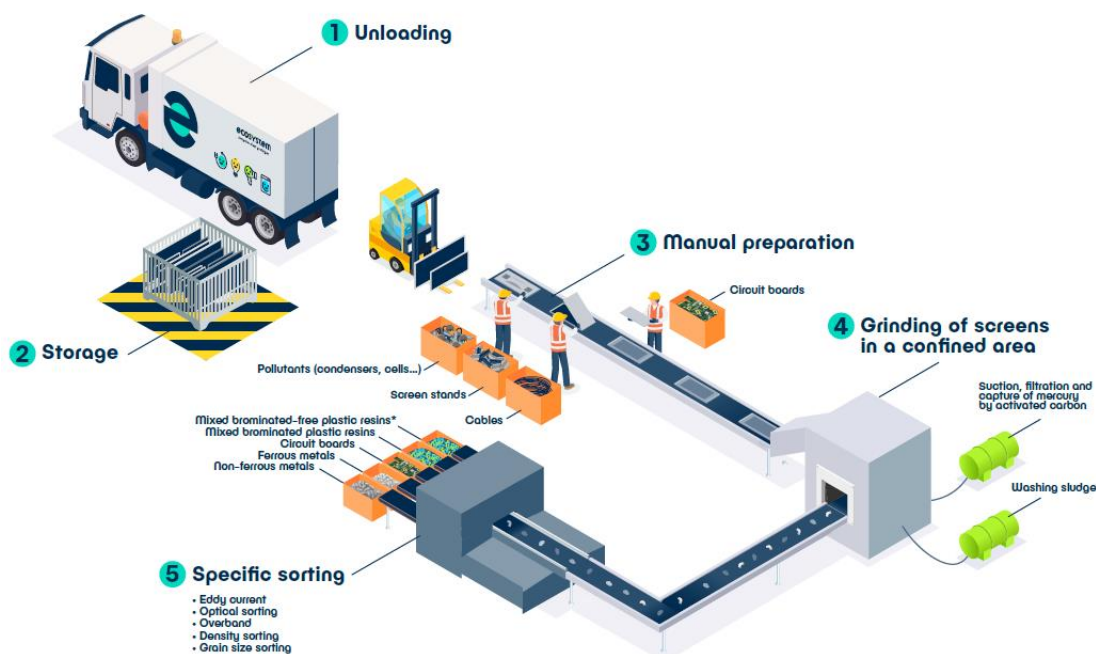 1 Unloading
ecosystem
2 Storage
3 Manual preparation
Circuit boards
Pollutants (condensers, cells...)
Screen stands
Cables
4 Grinding of screens
in a confined area
Suction, filtration and
capture of mercury
by activated carbon
Washing sludge
Mixed brominated-free plastic resins*
Mixed brominated plastic resins
Circuit boards
Ferrous metals
Non-ferrous metals
5 Specific sorting
• Eddy current
• Optical sorting
• Overband
• Density sorting
• Grain size sorting